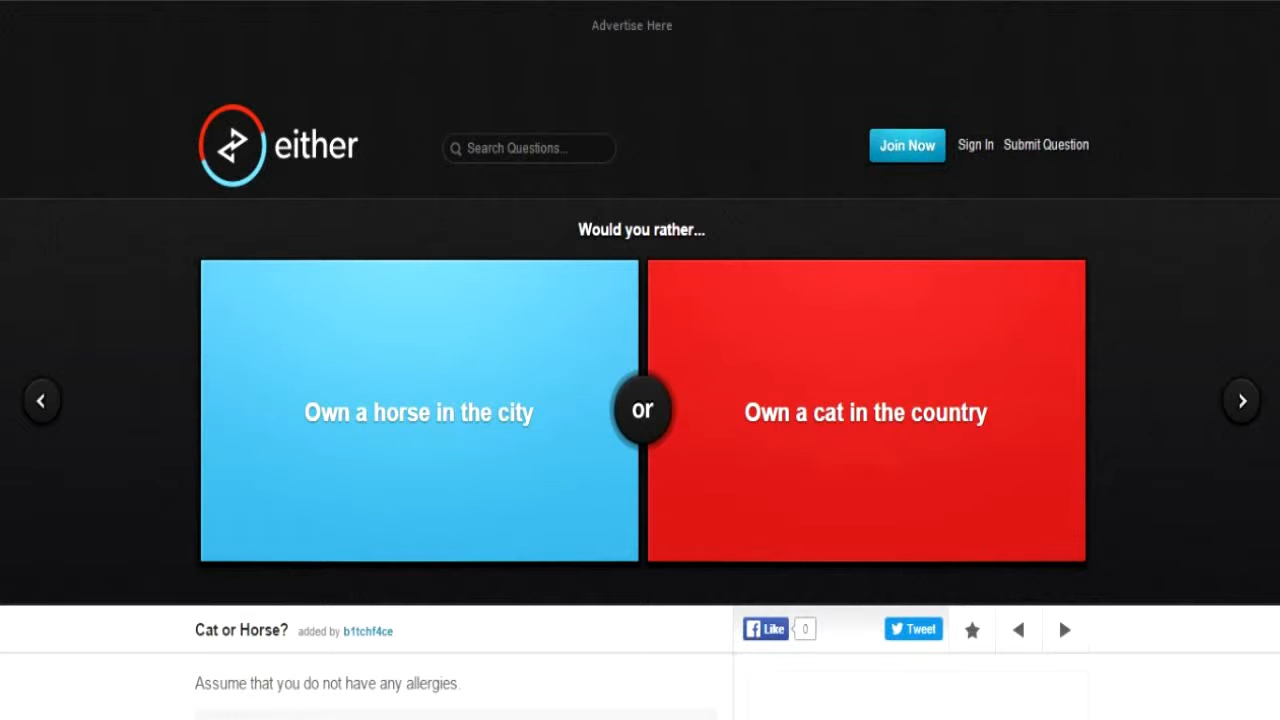 Advertise Here
either
Search Questions...
Join Now
Sign In
Submit Question
Would you rather...
Own a horse in the city
or
Own a cat in the country
Cat or Horse? added by b1tchf4ce
Like
0
Tweet
Assume that you do not have any allergies.